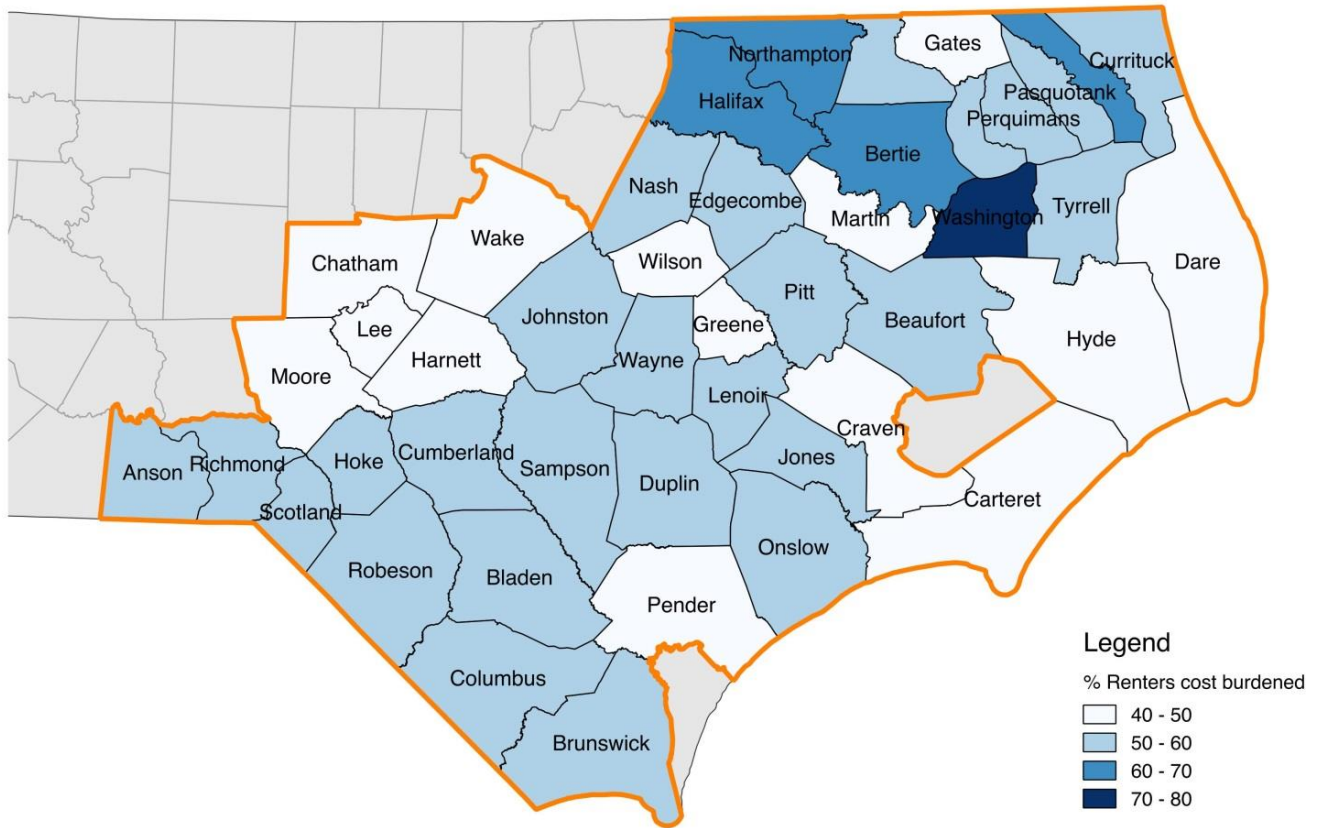 Gates
Northampton
Currituck
Halifax
Pasquotank
Perquimans
Bertie
Nash
Edgecombe
Martin
Washington
Tyrrell
Wake
Chatham
Wilson
Dare
Pitt
Johnston
Greene
Beaufort
Lee
Hyde
Harnett
Wayne
Moore
Lenoir
Craven
Cumberland
Jones
Hoke
Richmond
Anson
Sampson
Duplin
Carteret
Scotland
Onslow
Robeson
Bladen
Pender
Columbus
Brunswick
Legend
% Renters cost burdened
40 - 50
50 - 60
60 - 70
70 - 80